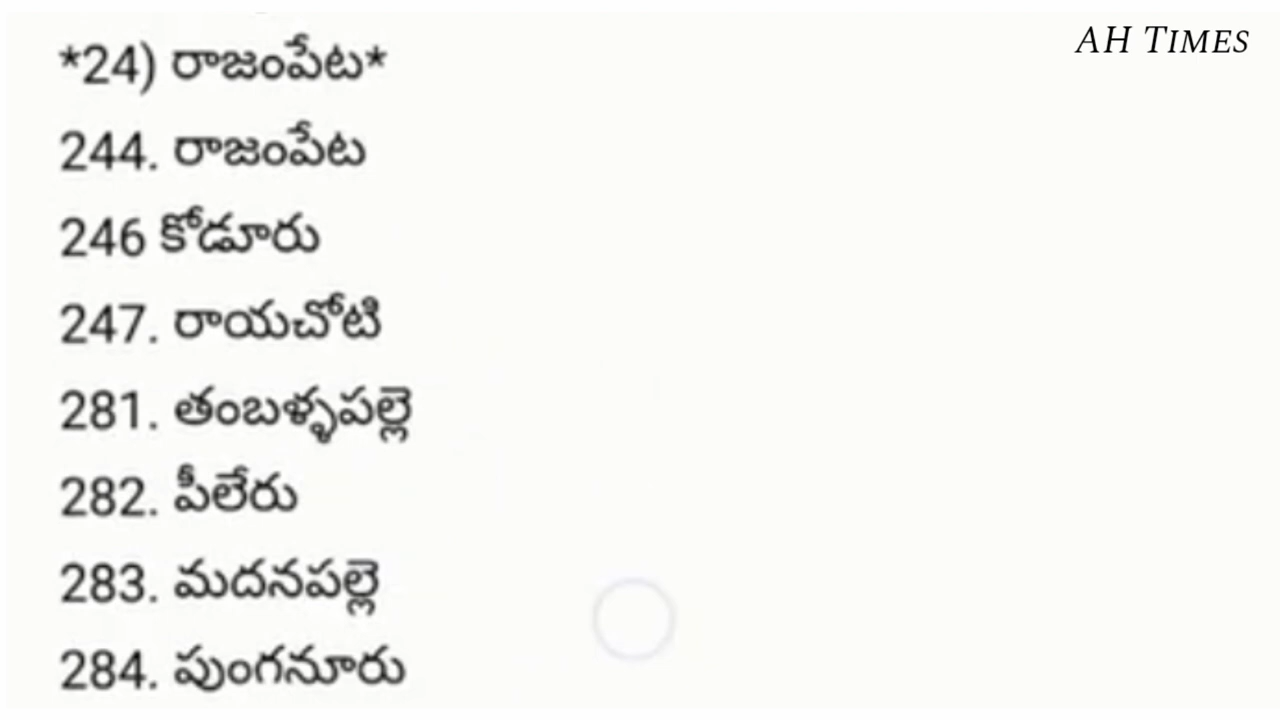 AH TIMES
*24) రాజంపేట*
244. రాజంపేట
246 కోడూరు
247. రాయచోటి
281. తంబళ్ళపల్లె
282. పీలేరు
283. మదనపల్లె
284. పుంగనూరు